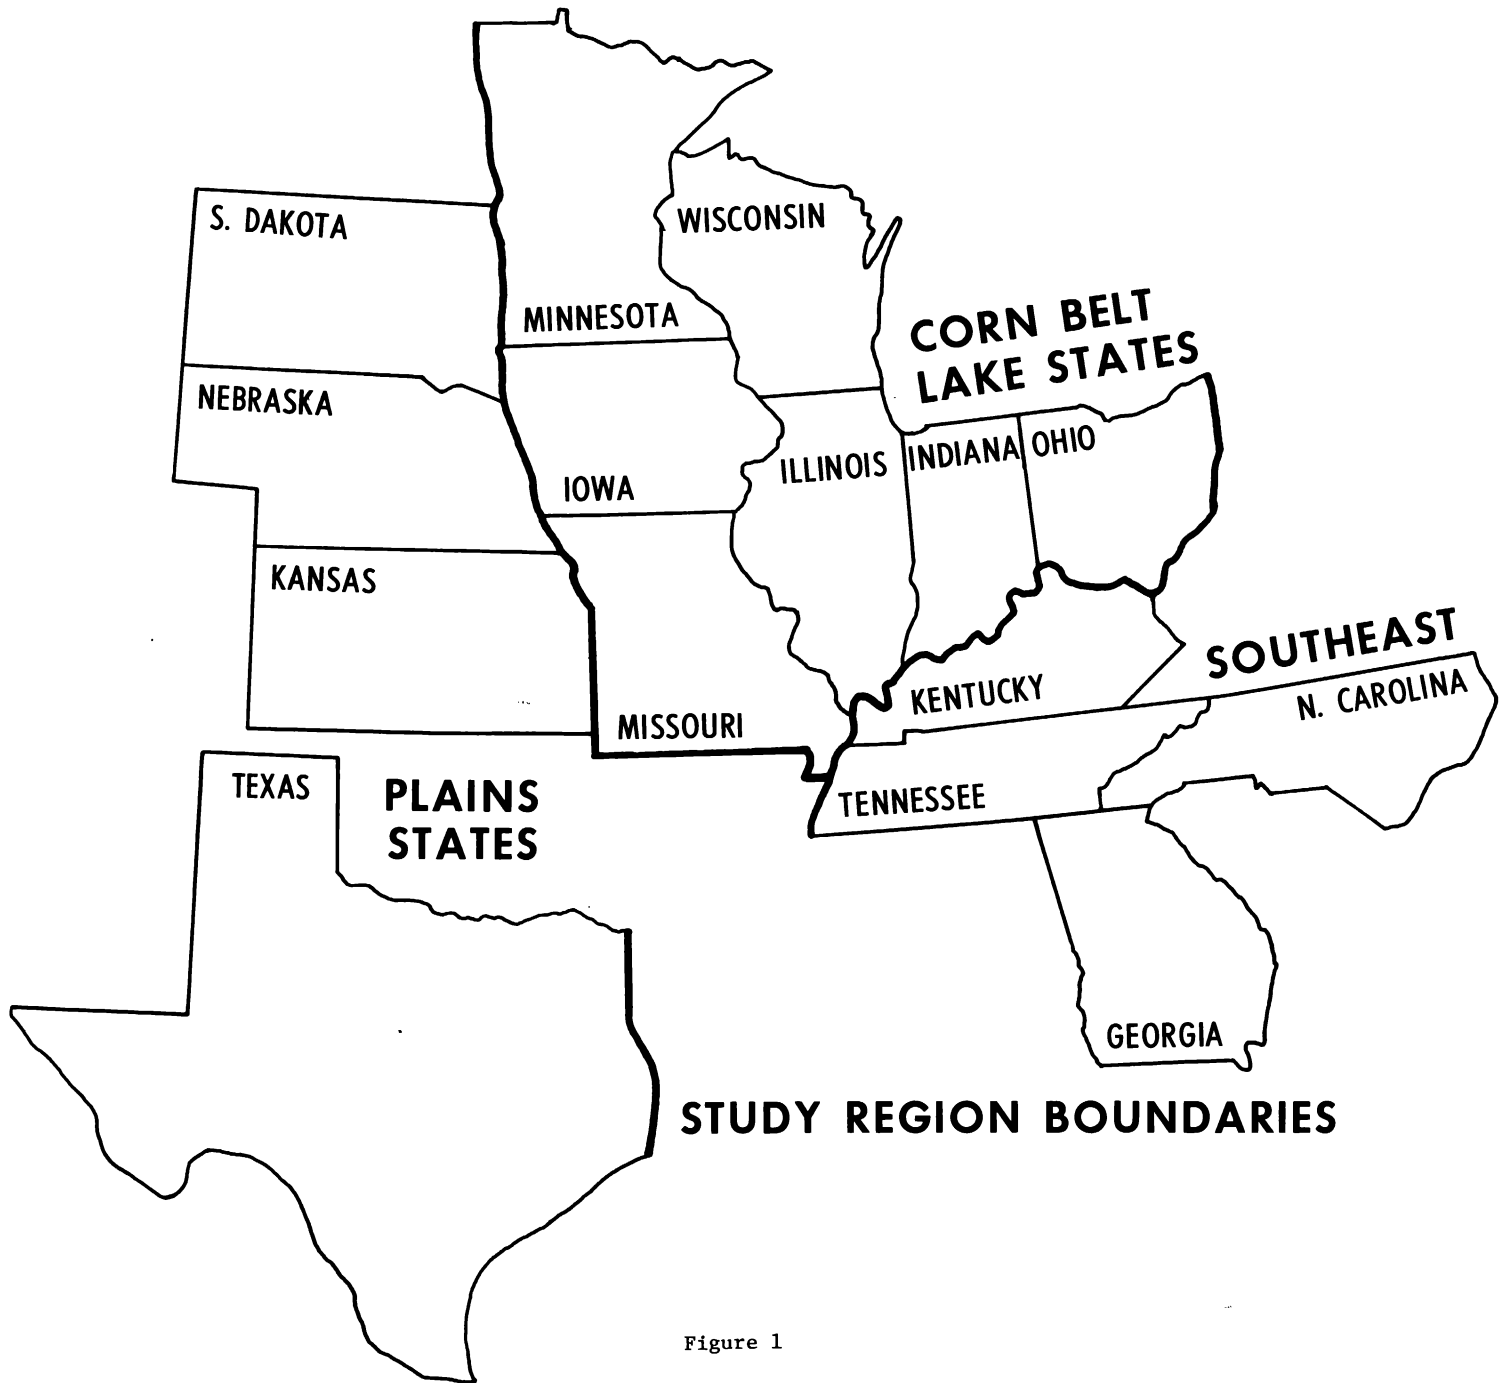 S. DAKOTA
WISCONSIN
MINNESOTA
CORN BELT
LAKE STATES
NEBRASKA
IOWA
ILLINOIS
INDIANA
OHIO
KANSAS
SOUTHEAST
MISSOURI
KENTUCKY
N. CAROLINA
TEXAS
PLAINS
STATES
TENNESSEE
GEORGIA
STUDY REGION BOUNDARIES
Figure 1